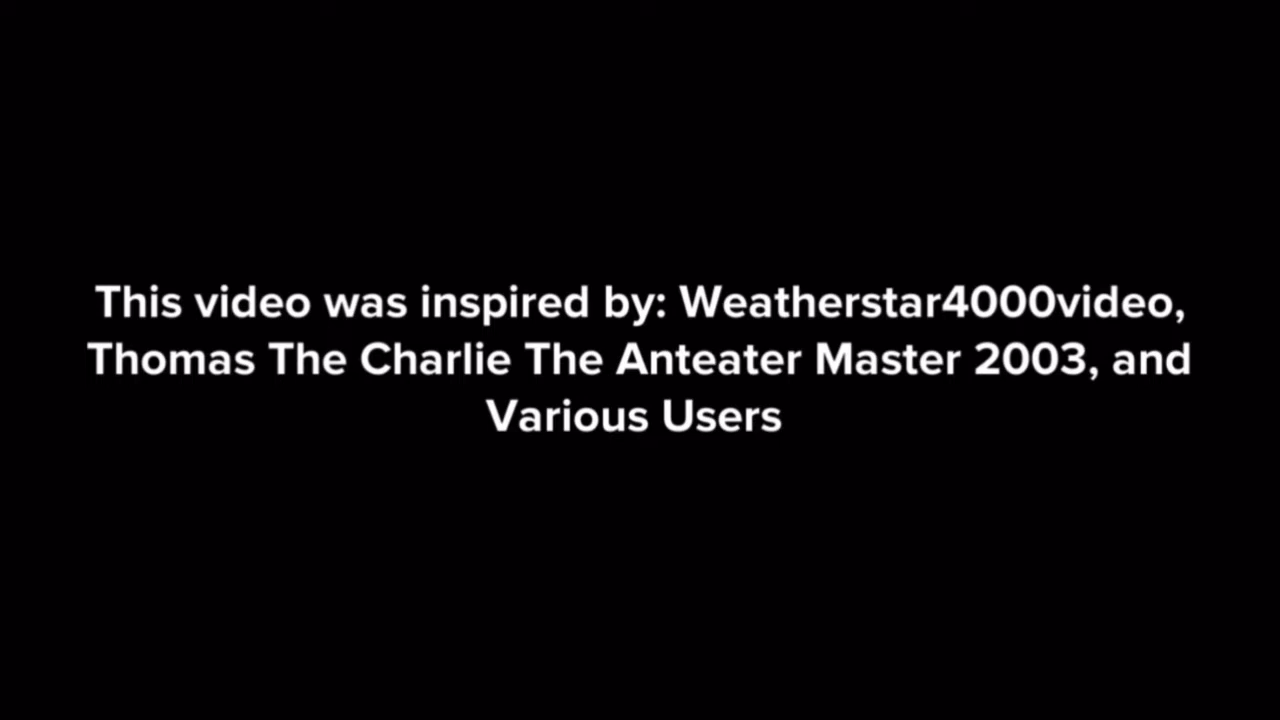 This video was inspired by: Weatherstar4000video,
Thomas The Charlie The Anteater Master 2003, and
Various Users